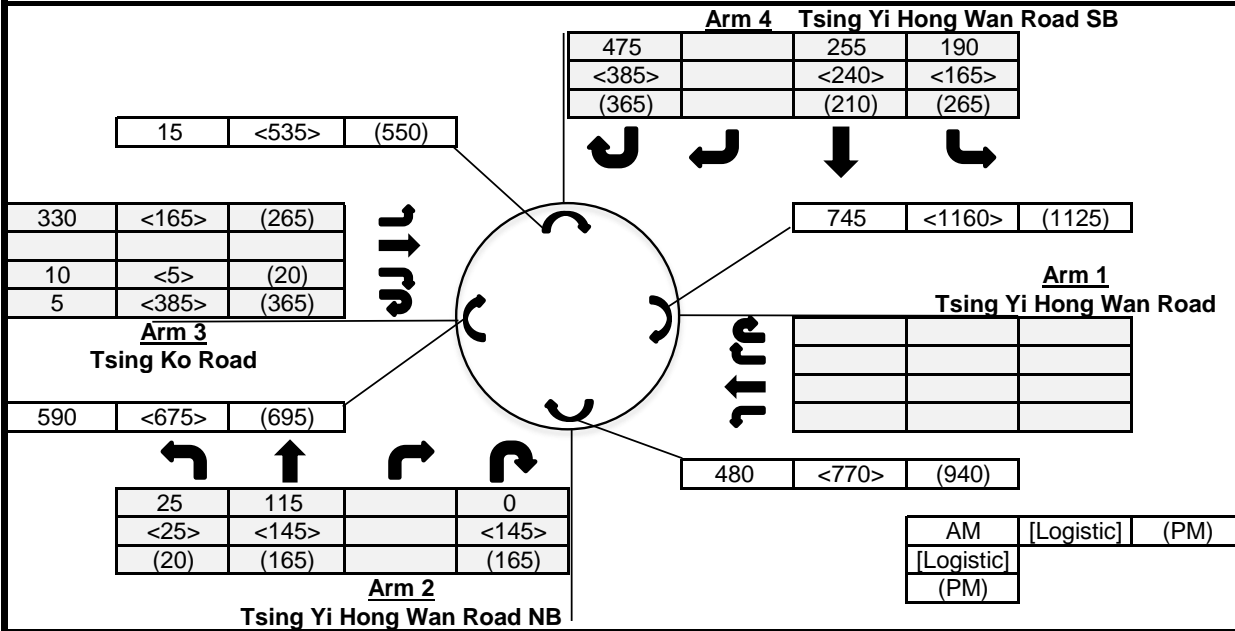 Arm 4 Tsing Yi Hong Wan Road SB
475 255 190
<385> <240> <165>
(365) (210) (265)
15 <535> (550)
745 <1160> (1125)
330 <165> (265)
10 <5> (20)
5 <385> (365)
Arm 3
Tsing Ko Road
Arm 1
Tsing Yi Hong Wan Road
590 <675> (695)
480 <770> (940)
25 115 0
<25> <145> <145>
(20) (165) (165)
Arm 2
Tsing Yi Hong Wan Road NB
AM [Logistic] (PM)
[Logistic]
(PM)